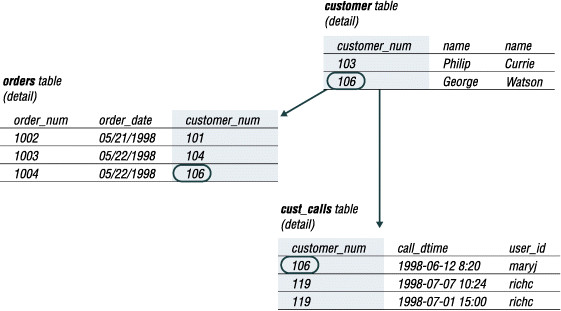 customer table
(detail)
customer_num name name
103 Philip Currie
106 George Watson
orders table
(detail)
order_num order_date customer_num
1002 05/21/1998 101
1003 05/22/1998 104
1004 05/22/1998 106
cust_calls table
(detail)
customer_num call_dtime user_id
106 1998-06-12 8:20 maryj
119 1998-07-07 10:24 richc
119 1998-07-01 15:00 richc